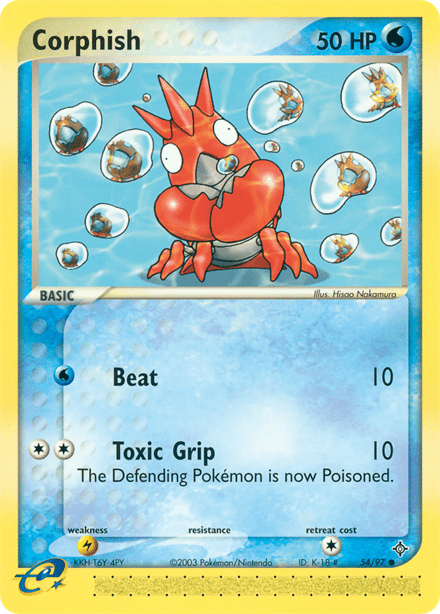 Corphish 50 HP
BASIC
Illus. Hisao Nakamura
Beat 10
Toxic Grip 10
The Defending Pokémon is now Poisoned.
weakness resistance retreat cost
KKH-T6Y-4PY ©2003 Pokémon/Nintendo ID: K-18-# 54/97 ●
e